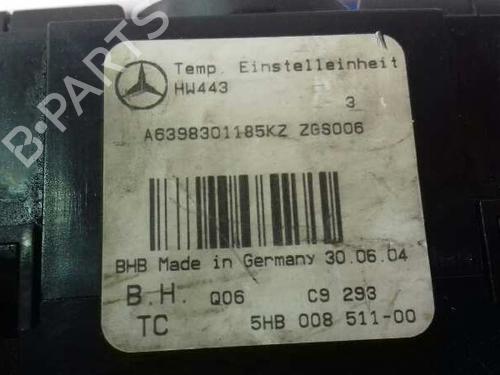 B-PARTS
Temp. Einstelleinheit
HW443
3
A6398301185KZ ZGS006
BHB Made in Germany 30.06.04
B.H. Q06 C9 293
TC 5HB 008 511-00